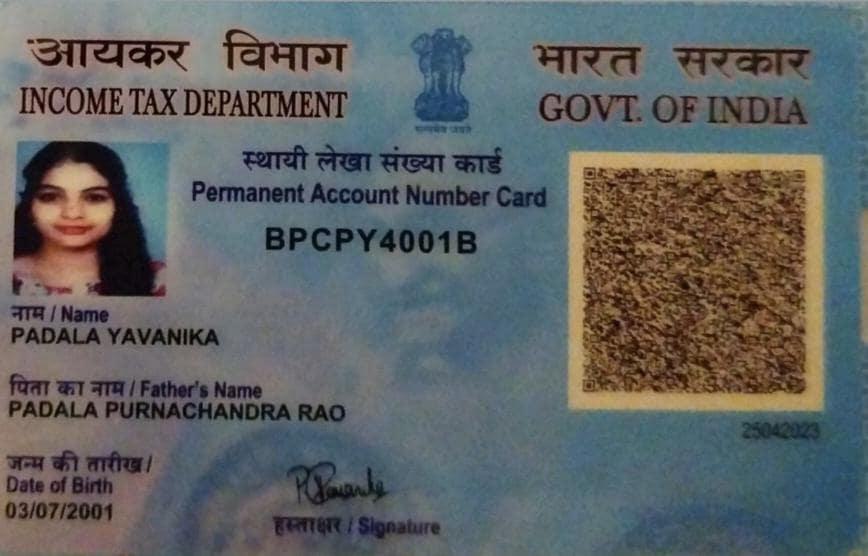 आयकर विभाग
INCOME TAX DEPARTMENT
भारत सरकार
GOVT. OF INDIA
सत्यमेव जयते
स्थायी लेखा संख्या कार्ड
Permanent Account Number Card
BPCPY4001B
नाम / Name
PADALA YAVANIKA
पिता का नाम / Father's Name
PADALA PURNACHANDRA RAO
25042023
जन्म की तारीख /
Date of Birth
03/07/2001
हस्ताक्षर / Signature